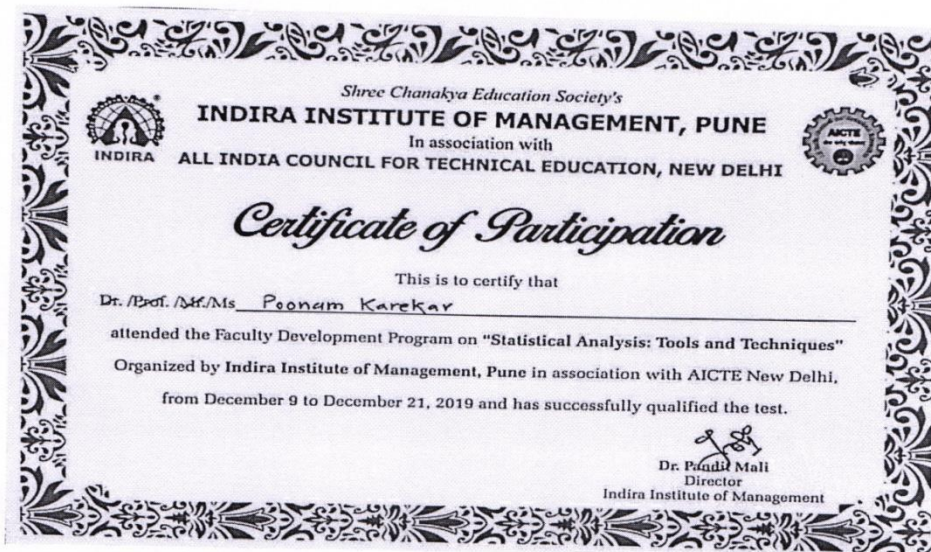 Shree Chanakya Education Society's
INDIRA INSTITUTE OF MANAGEMENT, PUNE
In association with
ALL INDIA COUNCIL FOR TECHNICAL EDUCATION, NEW DELHI
INDIRA
AICTE
Certificate of Participation
This is to certify that
Dr. /Prof. /Mr./Ms Poonam Karekar
attended the Faculty Development Program on "Statistical Analysis: Tools and Techniques"
Organized by Indira Institute of Management, Pune in association with AICTE New Delhi,
from December 9 to December 21, 2019 and has successfully qualified the test.
Dr. Pandit Mali
Director
Indira Institute of Management